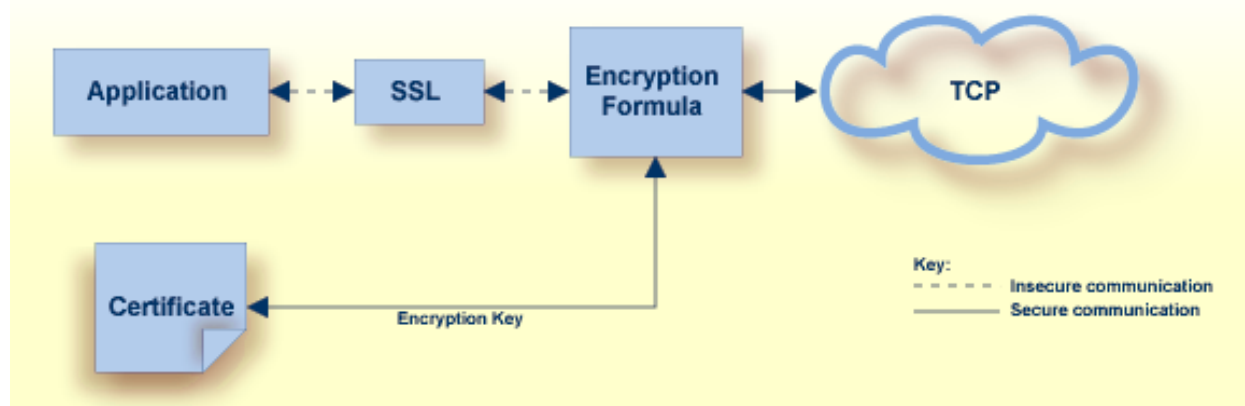 Application
SSL
Encryption
Formula
TCP
Certificate
Encryption Key
Key:
Insecure communication
Secure communication